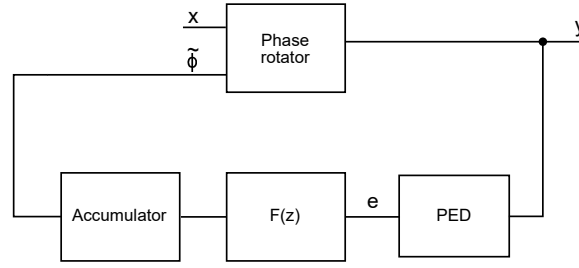 x
y
Phase
rotator
ϕ̃
Accumulator
F(z)
e
PED